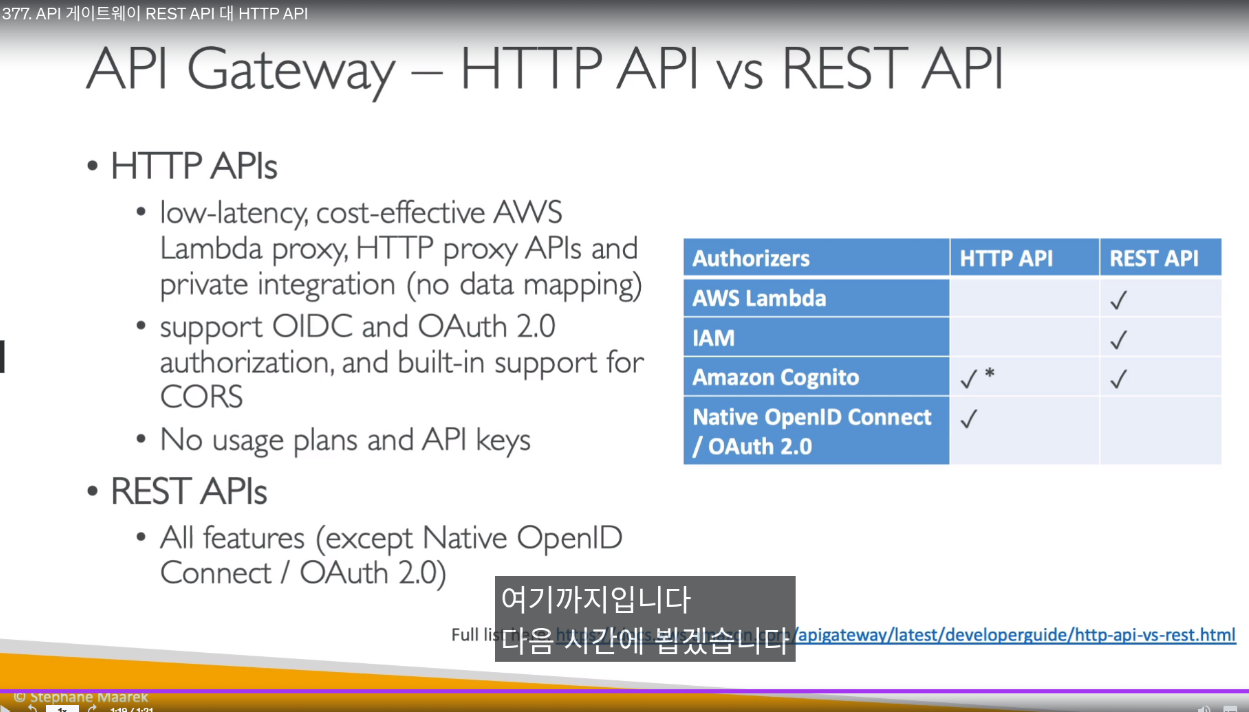 377. API 게이트웨이 REST API 대 HTTP API
API Gateway – HTTP API vs REST API
• HTTP APIs
• low-latency, cost-effective AWS
Lambda proxy, HTTP proxy APIs and
private integration (no data mapping)
• support OIDC and OAuth 2.0
authorization, and built-in support for
CORS
• No usage plans and API keys
• REST APIs
• All features (except Native OpenID
Connect / OAuth 2.0)
Authorizers HTTP API REST API
AWS Lambda ✓
IAM ✓
Amazon Cognito ✓ * ✓
Native OpenID Connect ✓
/ OAuth 2.0
여기까지입니다
다음 시간에 뵙겠습니다
Full /apigateway/latest/developerguide/http-api-vs-rest.html
© Stephane Maarek
1x 1:19 / 1:21